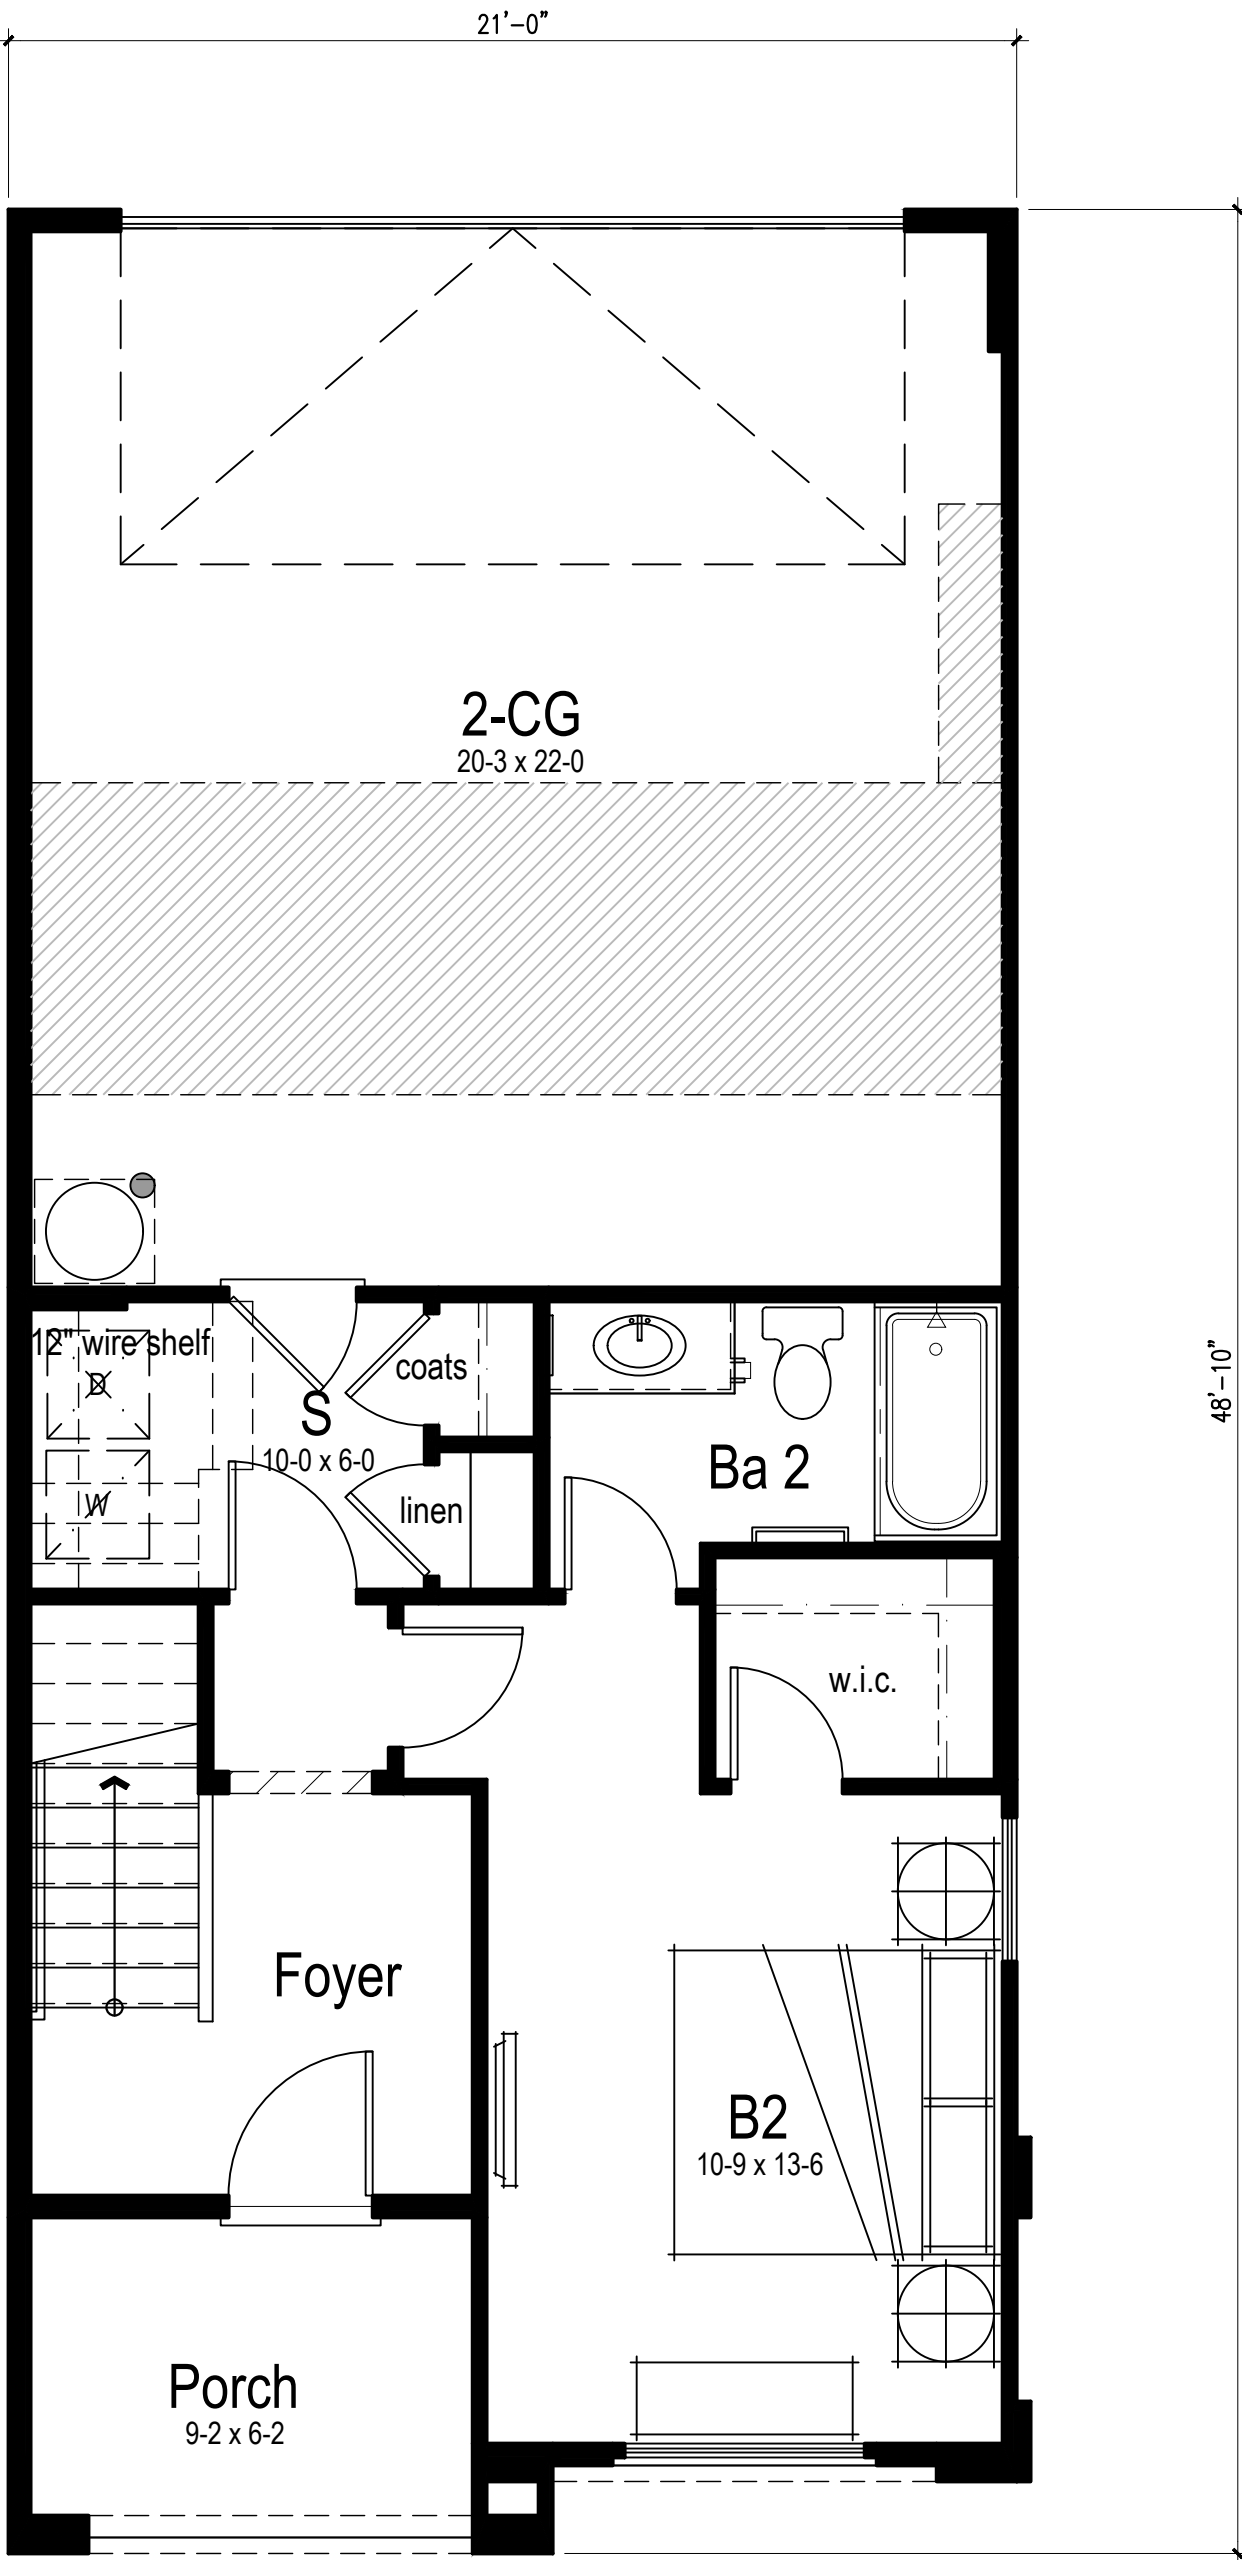 21'-0"
48'-10"
2-CG
20-3 x 22-0
12" wire shelf
D
coats
S
10-0 x 6-0
Ba 2
W
linen
w.i.c.
Foyer
B2
10-9 x 13-6
Porch
9-2 x 6-2